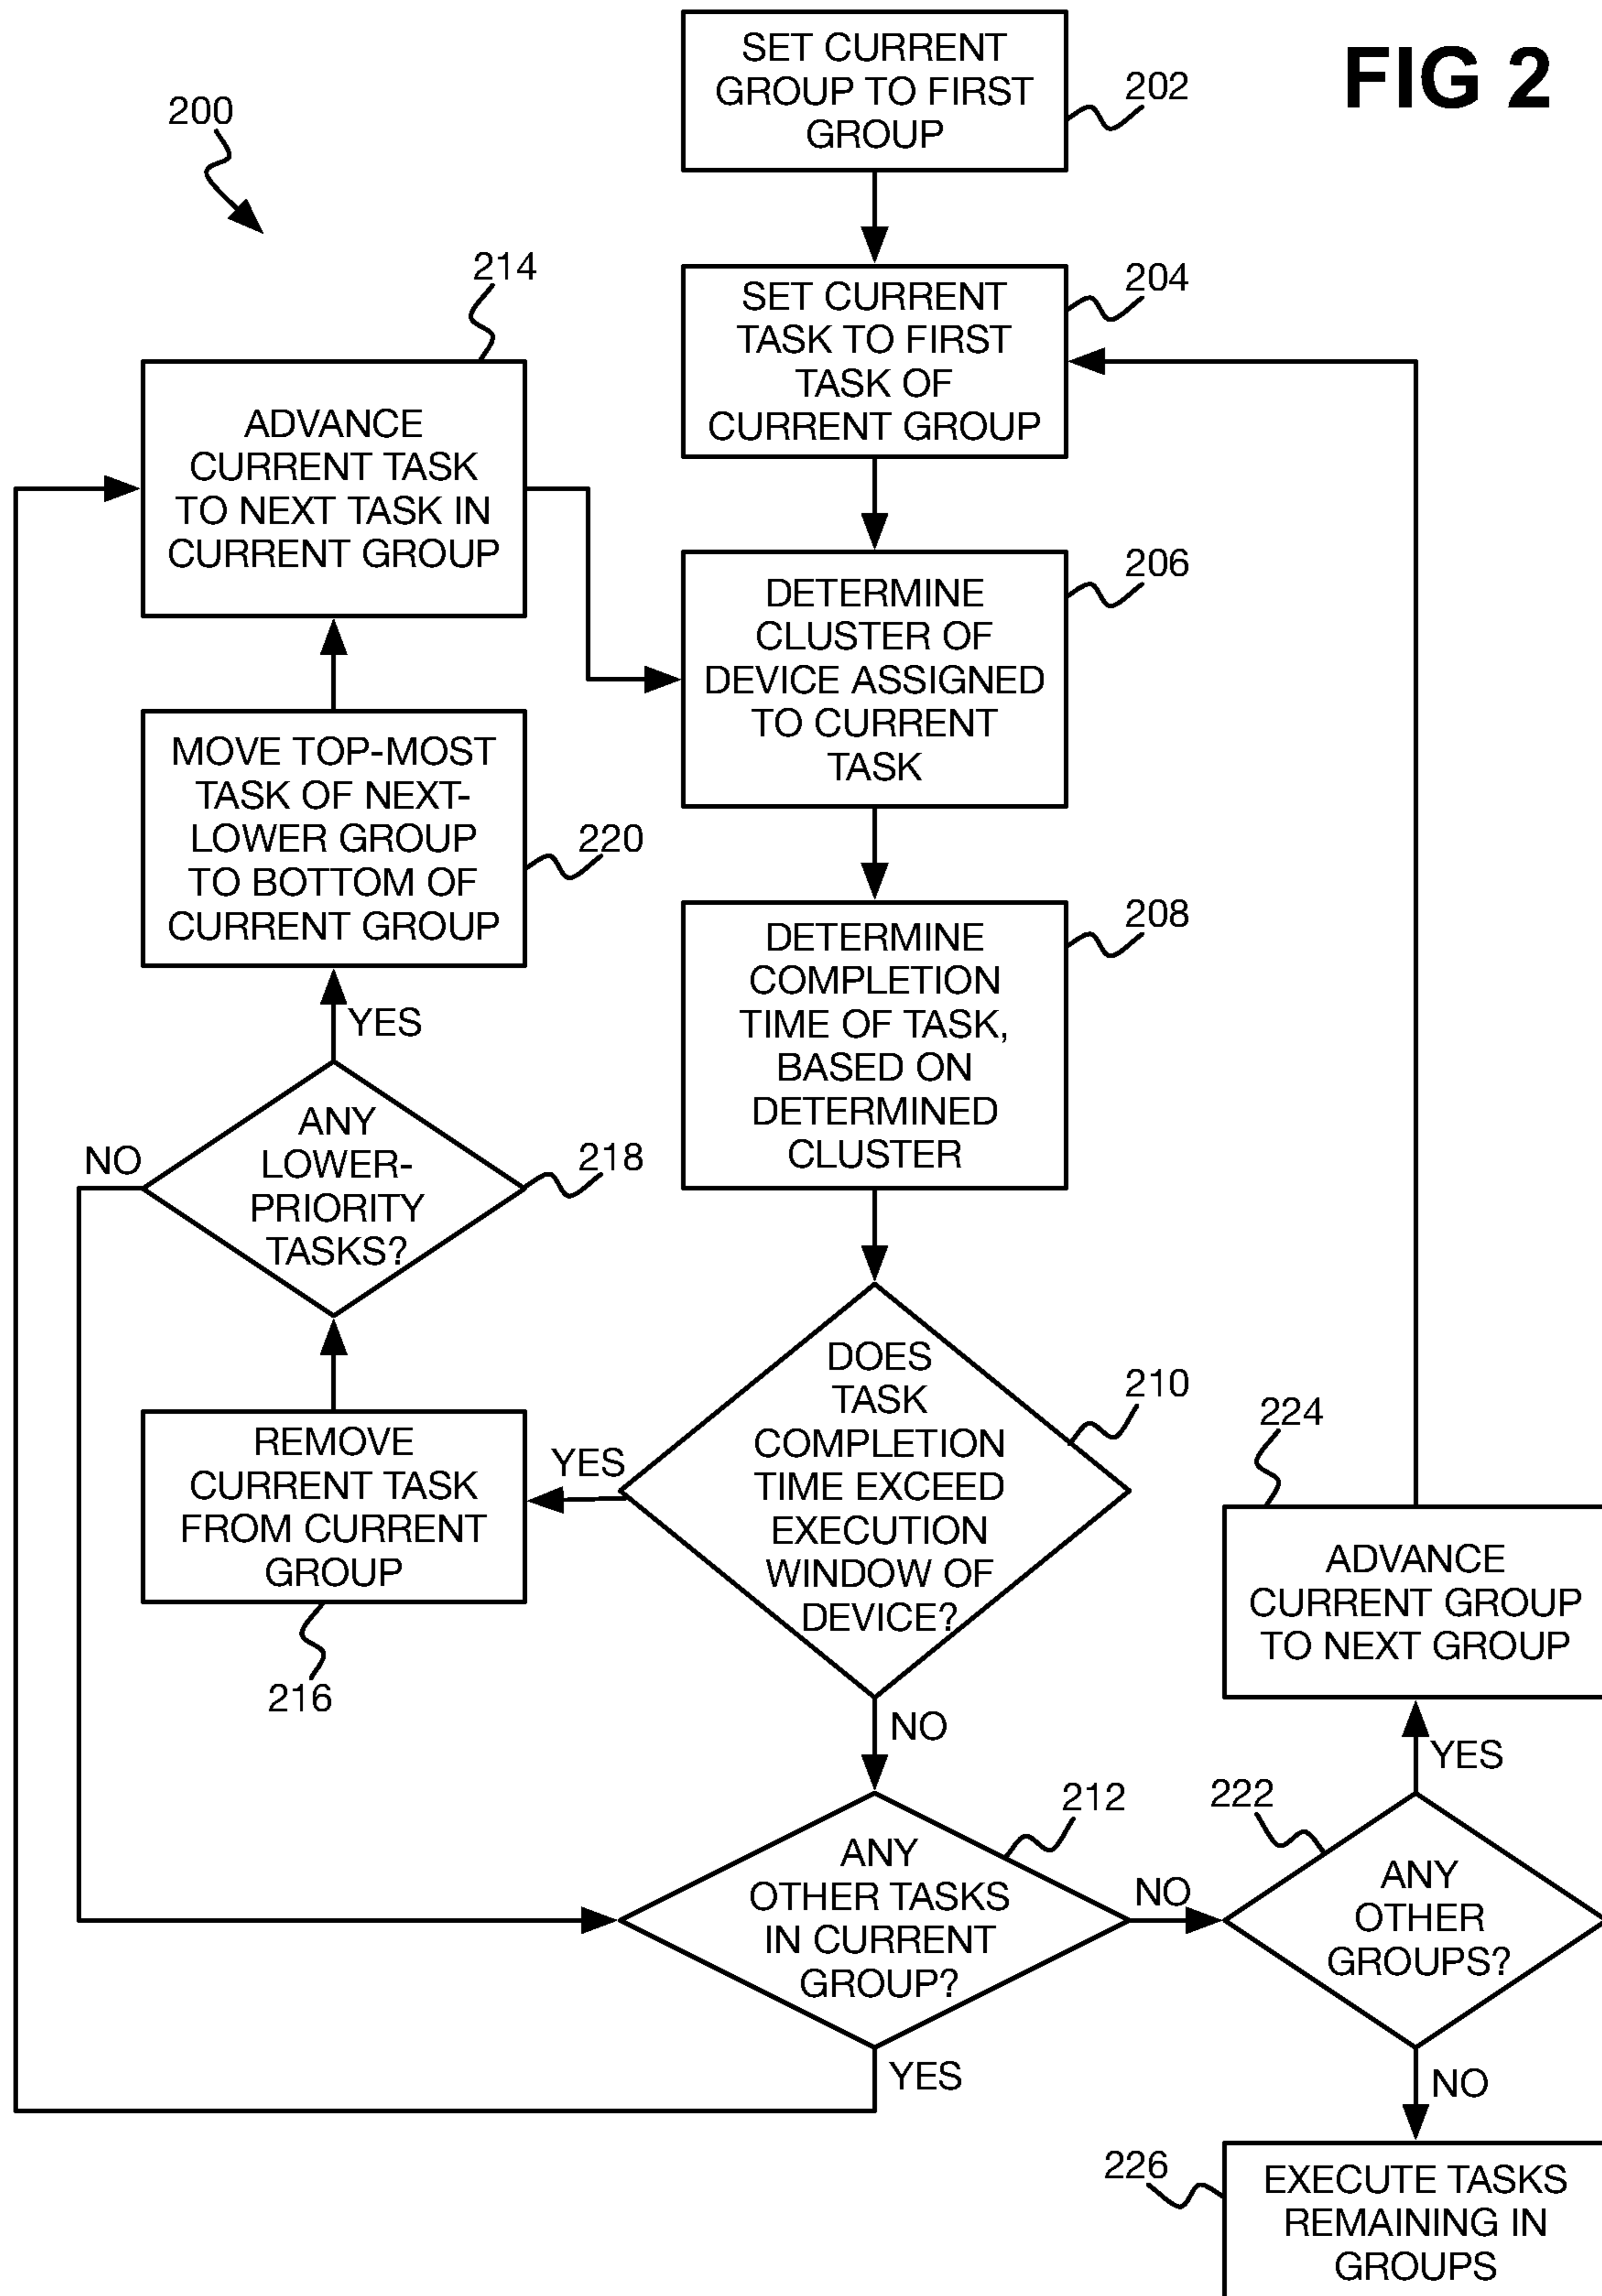 FIG 2
200
SET CURRENT
GROUP TO FIRST
GROUP
202
SET CURRENT
TASK TO FIRST
TASK OF
CURRENT GROUP
204
214
ADVANCE
CURRENT TASK
TO NEXT TASK IN
CURRENT GROUP
DETERMINE
CLUSTER OF
DEVICE ASSIGNED
TO CURRENT
TASK
206
MOVE TOP-MOST
TASK OF NEXT-
LOWER GROUP
TO BOTTOM OF
CURRENT GROUP
220
DETERMINE
COMPLETION
TIME OF TASK,
BASED ON
DETERMINED
CLUSTER
208
YES
ANY
LOWER-
PRIORITY
TASKS?
NO
218
DOES
TASK
COMPLETION
TIME EXCEED
EXECUTION
WINDOW OF
DEVICE?
210
YES
REMOVE
CURRENT TASK
FROM CURRENT
GROUP
216
NO
224
ADVANCE
CURRENT GROUP
TO NEXT GROUP
YES
ANY
OTHER TASKS
IN CURRENT
GROUP?
212
NO
YES
222
ANY
OTHER
GROUPS?
NO
226
EXECUTE TASKS
REMAINING IN
GROUPS